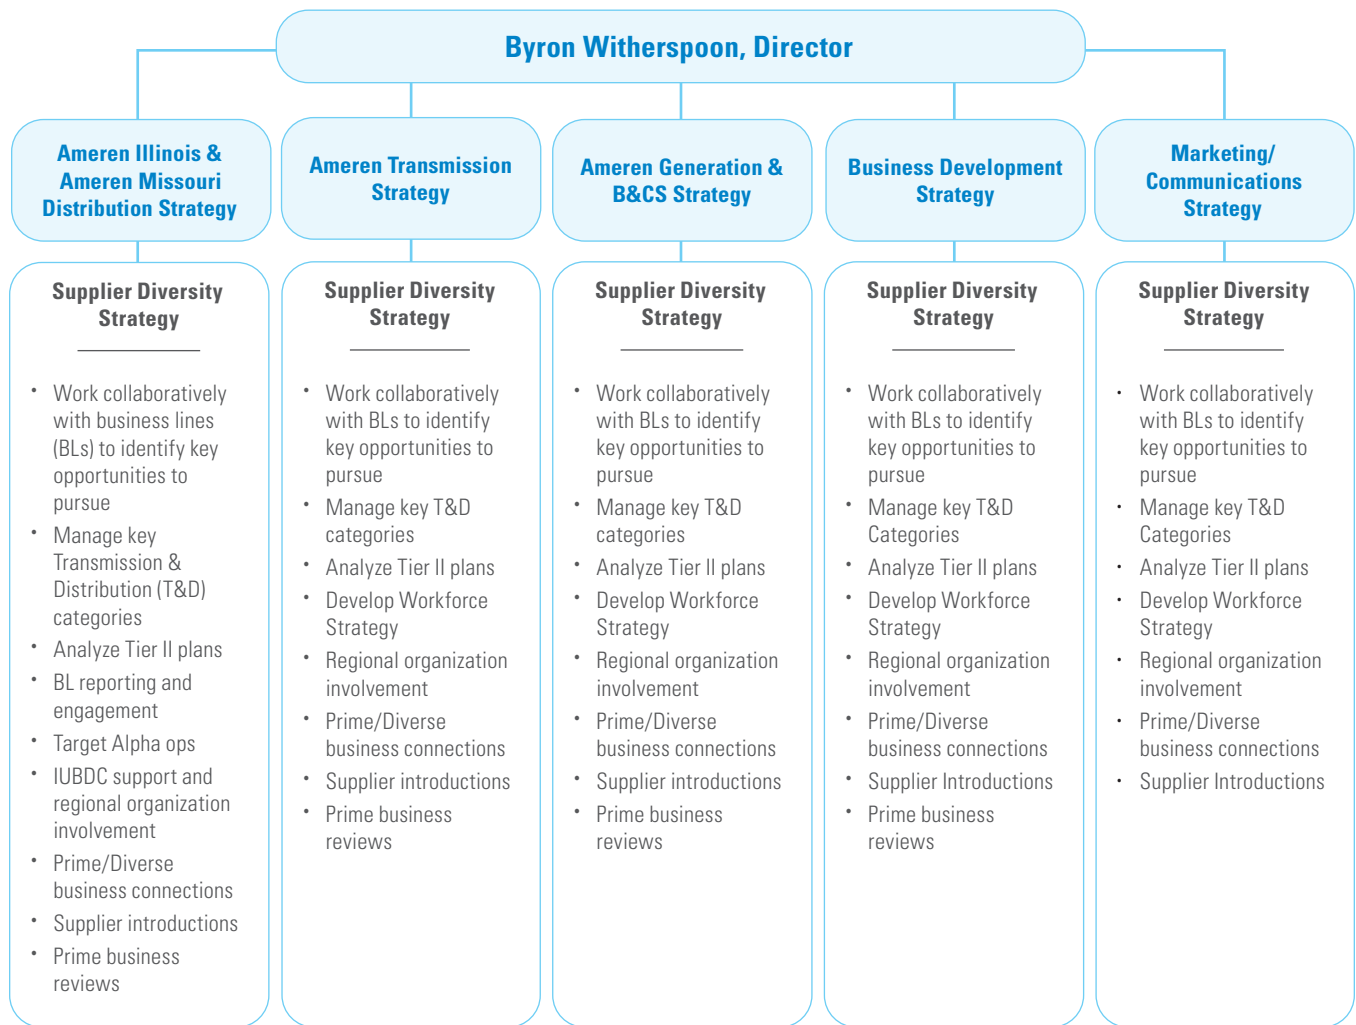 Byron Witherspoon, Director
Ameren Illinois &
Ameren Missouri
Distribution Strategy
Supplier Diversity
Strategy
• Work collaboratively
with business lines
(BLs) to identify key
opportunities to
pursue
• Manage key
Transmission &
Distribution (T&D)
categories
• Analyze Tier II plans
• BL reporting and
engagement
• Target Alpha ops
• IUBDC support and
regional organization
involvement
• Prime/Diverse
business connections
• Supplier introductions
• Prime business
reviews
Ameren Transmission
Strategy
Supplier Diversity
Strategy
• Work collaboratively
with BLs to identify
key opportunities to
pursue
• Manage key T&D
categories
• Analyze Tier II plans
• Develop Workforce
Strategy
• Regional organization
involvement
• Prime/Diverse
business connections
• Supplier introductions
• Prime business
reviews
Ameren Generation &
B&CS Strategy
Supplier Diversity
Strategy
• Work collaboratively
with BLs to identify
key opportunities to
pursue
• Manage key T&D
categories
• Analyze Tier II plans
• Develop Workforce
Strategy
• Regional organization
involvement
• Prime/Diverse
business connections
• Supplier introductions
• Prime business
reviews
Business Development
Strategy
Supplier Diversity
Strategy
• Work collaboratively
with BLs to identify
key opportunities to
pursue
• Manage key T&D
Categories
• Analyze Tier II plans
• Develop Workforce
Strategy
• Regional organization
involvement
• Prime/Diverse
business connections
• Supplier Introductions
• Prime business
reviews
Marketing/
Communications
Strategy
Supplier Diversity
Strategy
• Work collaboratively
with BLs to identify
key opportunities to
pursue
• Manage key T&D
Categories
• Analyze Tier II plans
• Develop Workforce
Strategy
• Regional organization
involvement
• Prime/Diverse
business connections
• Supplier Introductions